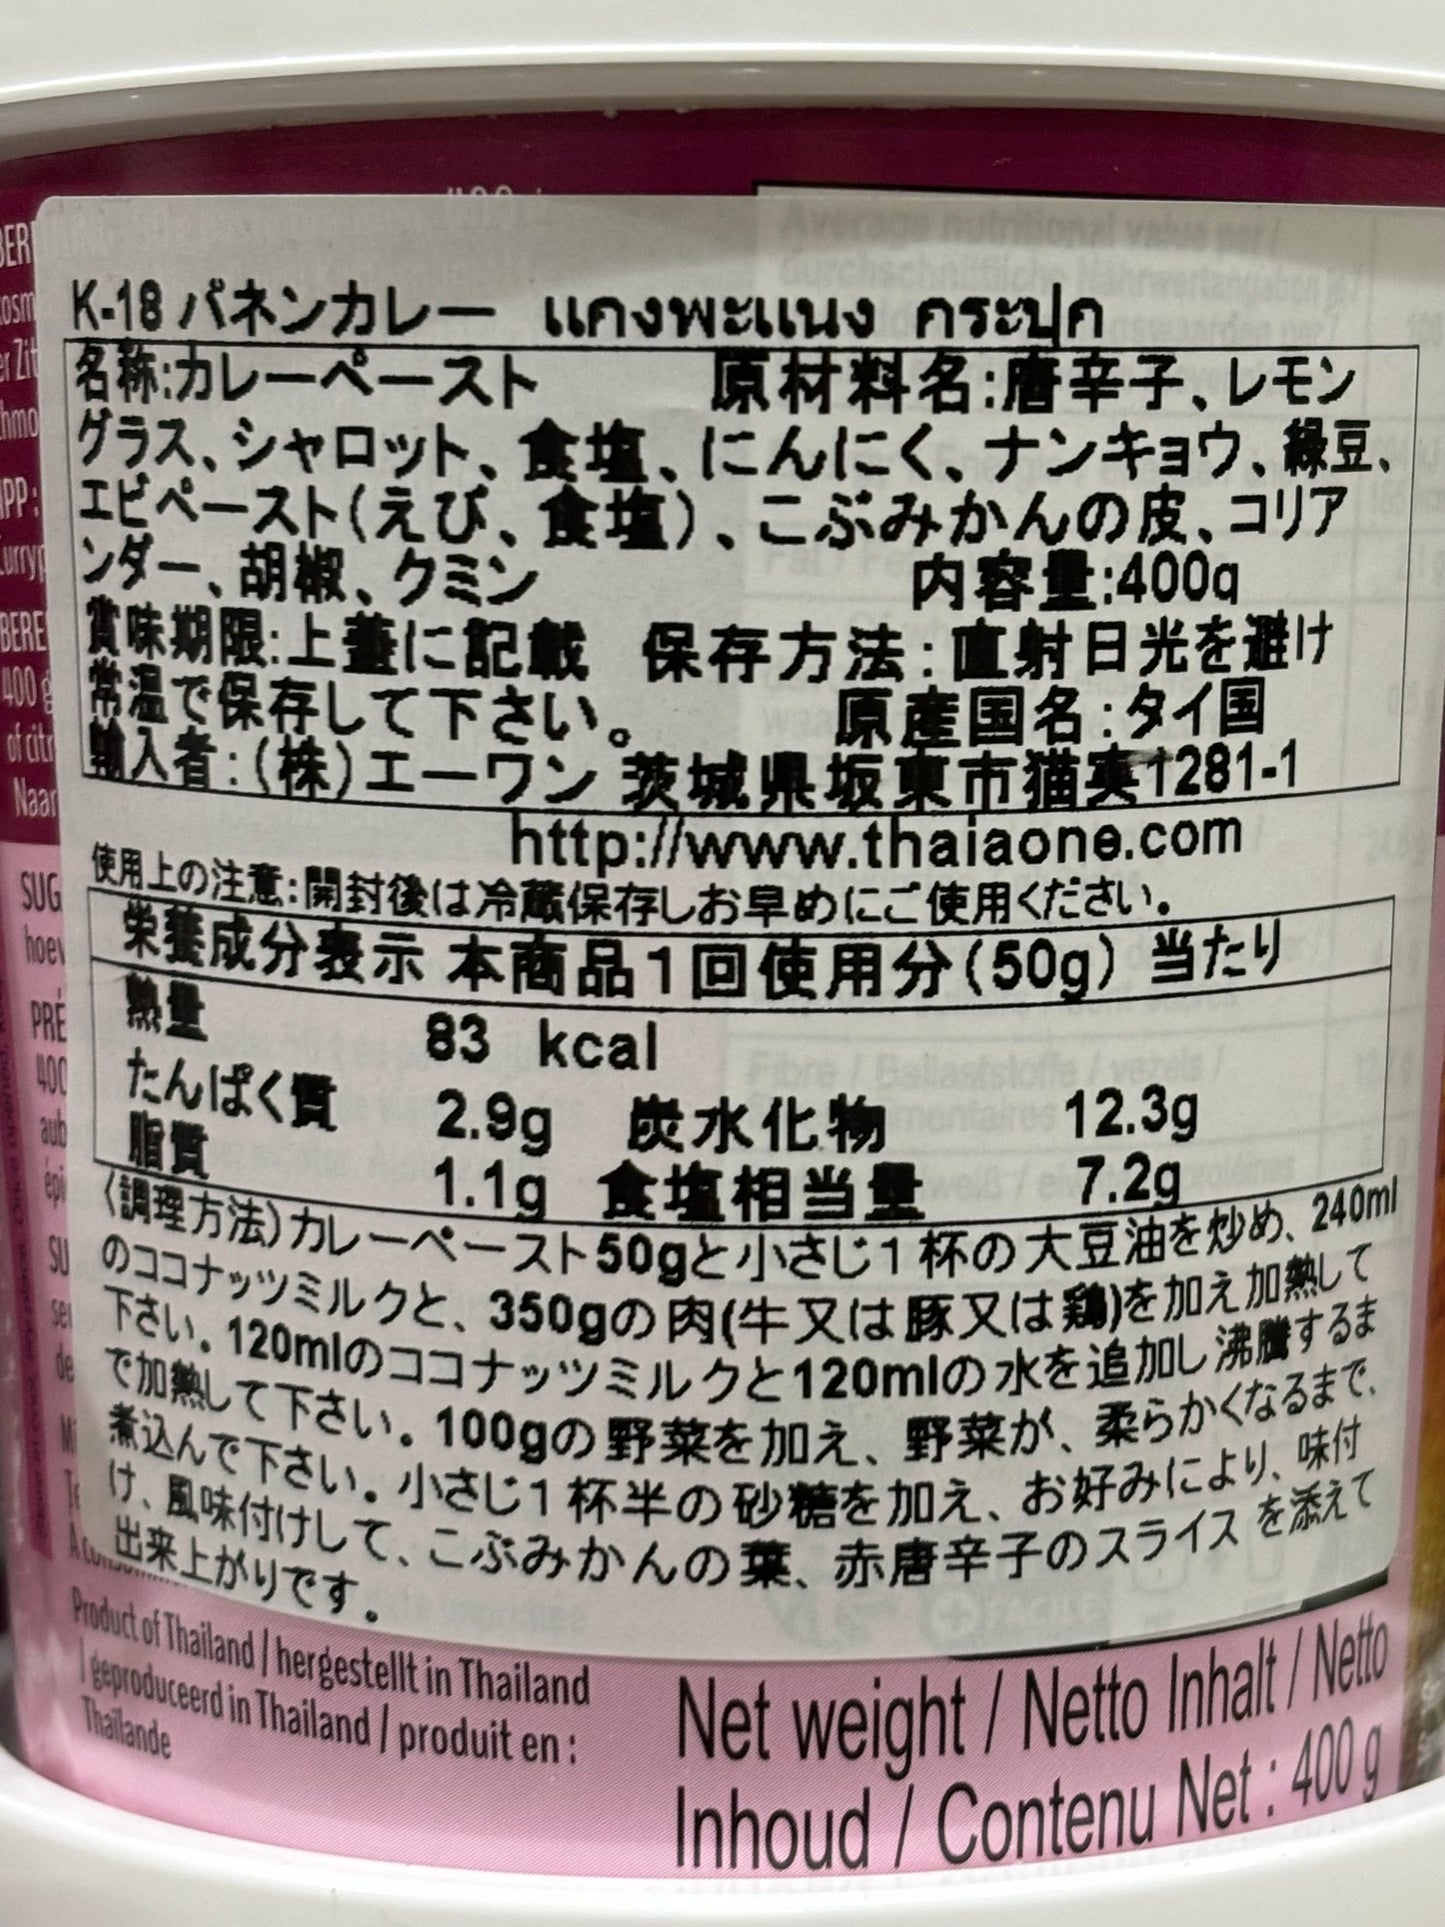 K-18 パネンカレー แกงพะแนง กระปุก
名称:カレーペースト 原材料名:唐辛子、レモン
グラス、シャロット、食塩、にんにく、ナンキョウ、緑豆、
エビペースト(えび、食塩)、こぶみかんの皮、コリア
ンダー、胡椒、クミン 内容量:400g
賞味期限:上蓋に記載 保存方法:直射日光を避け
常温で保存して下さい。 原産国名:タイ国
輸入者:(株)エーワン 茨城県坂東市猫実1281-1
http://www.thaiaone.com
使用上の注意:開封後は冷蔵保存しお早めにご使用ください。
栄養成分表示 本商品1回使用分(50g) 当たり
熱量 83 kcal
たんぱく質 2.9g 炭水化物 12.3g
脂質 1.1g 食塩相当量 7.2g
〈調理方法〉カレーペースト50gと小さじ1杯の大豆油を炒め、240ml
のココナッツミルクと、350gの肉(牛又は豚又は鶏)を加え加熱して
下さい。120mlのココナッツミルクと120mlの水を追加し沸騰するま
で加熱して下さい。100gの野菜を加え、野菜が、柔らかくなるまで、
煮込んで下さい。小さじ1杯半の砂糖を加え、お好みにより、味付
け、風味付けして、こぶみかんの葉、赤唐辛子のスライスを添えて
出来上がりです。
Product of Thailand / hergestellt in Thailand
/ geproduceerd in Thailand / produit en :
Thaïlande
Net weight / Netto Inhalt / Netto
Inhoud / Contenu Net : 400 g